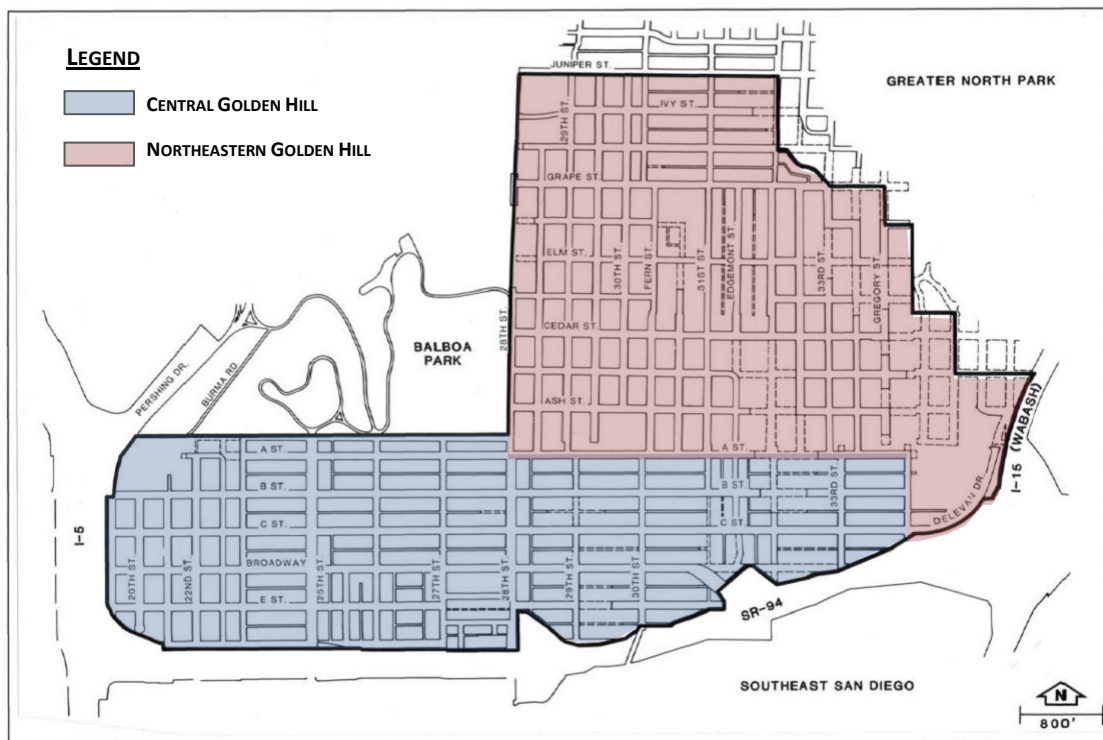 LEGEND
CENTRAL GOLDEN HILL
NORTHEASTERN GOLDEN HILL
JUNIPER ST.
GREATER NORTH PARK
29TH ST.
IVY ST.
GRAPE ST.
ELM ST.
30TH ST.
FERN ST.
31ST ST.
EDGEMONT ST.
33RD ST.
GREGORY ST.
28TH ST.
CEDAR ST.
BALBOA
PARK
PERSHING DR.
BURMA RD
ASH ST.
I-15 (WABASH)
A ST.
A ST.
B ST.
B ST.
33RD ST.
DELEVAN DR.
I-5
C ST.
C ST.
BROADWAY
20TH ST.
22ND ST.
25TH ST.
27TH ST.
28TH ST.
29TH ST.
30TH ST.
E ST.
SR-94
SOUTHEAST SAN DIEGO
N
800'